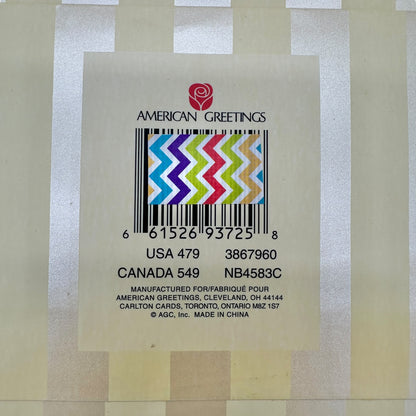 AMERICAN GREETINGS
6 61526 93725 8
USA 479 3867960
CANADA 549 NB4583C
MANUFACTURED FOR/FABRIQUÉ POUR
AMERICAN GREETINGS, CLEVELAND, OH 44144
CARLTON CARDS, TORONTO, ONTARIO M8Z 1S7
© AGC, Inc. MADE IN CHINA